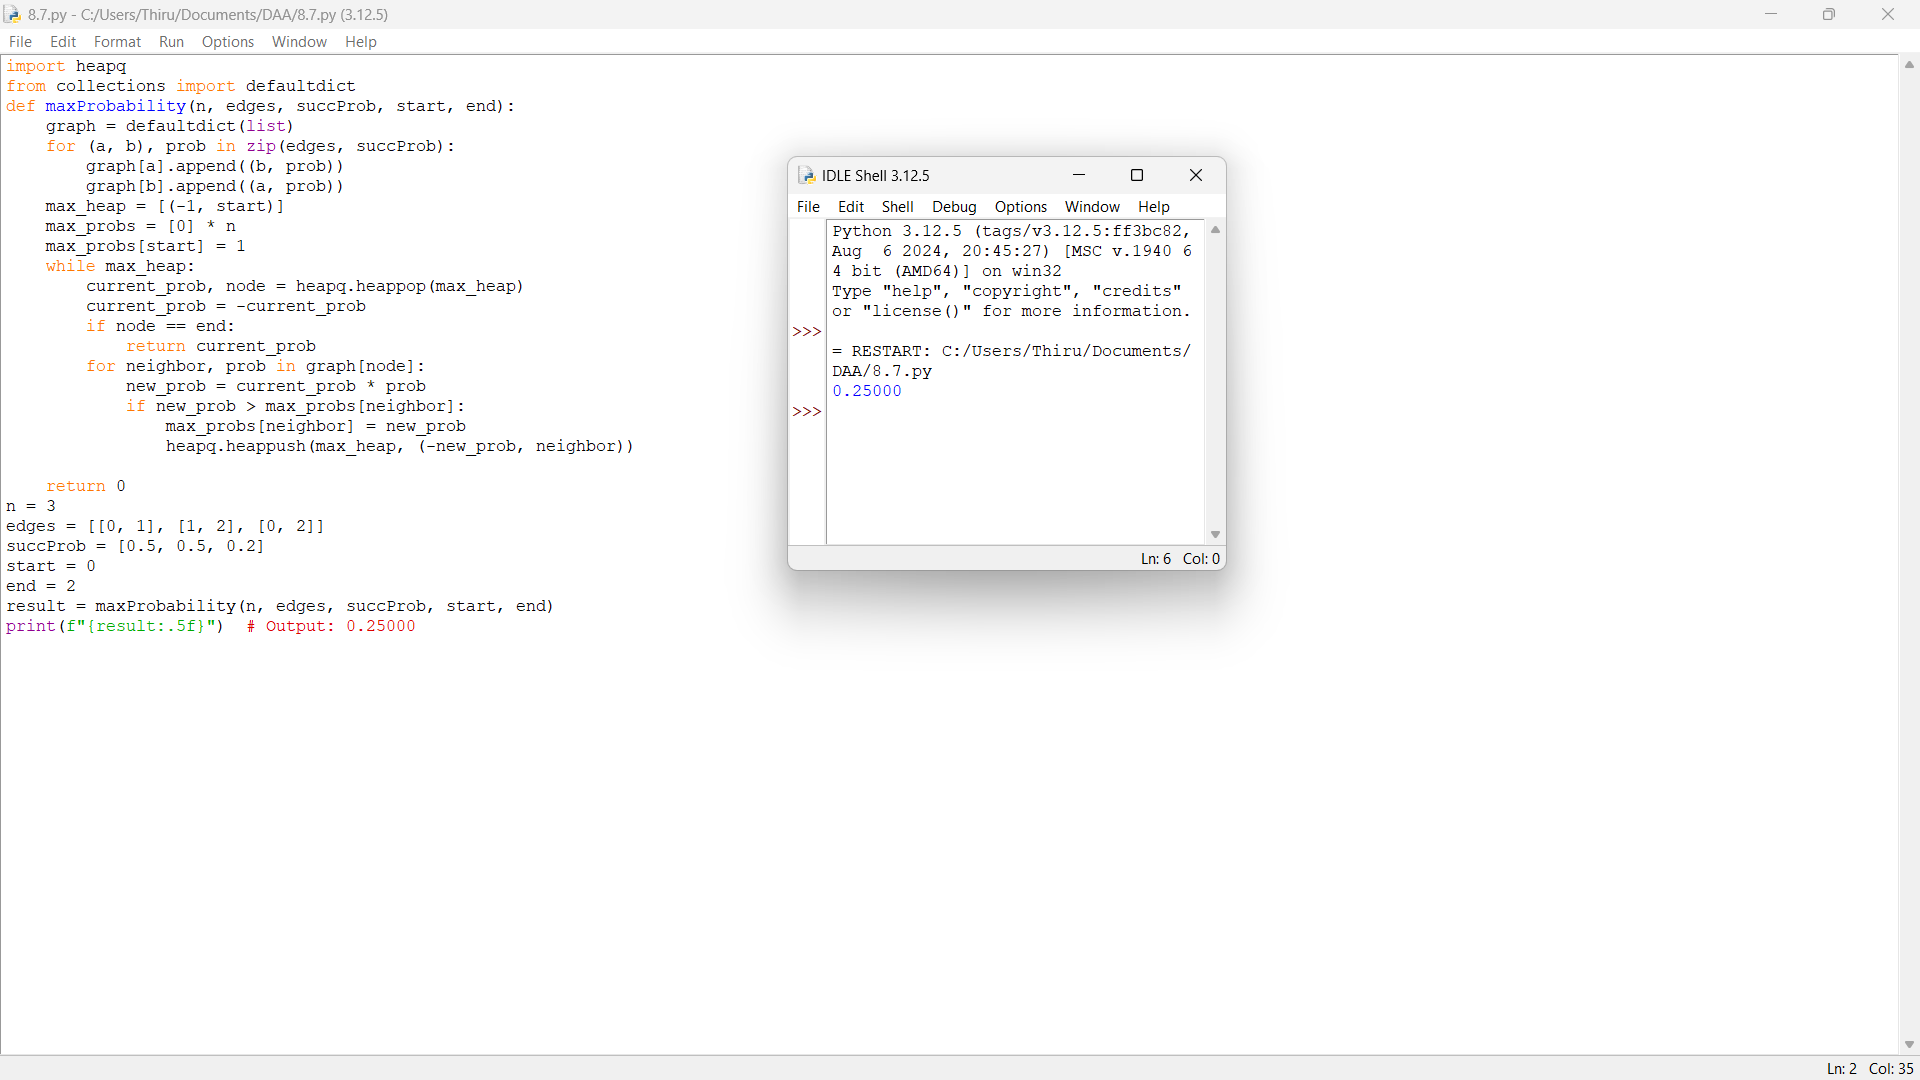 8.7.py - C:/Users/Thiru/Documents/DAA/8.7.py (3.12.5)
File Edit Format Run Options Window Help
import heapq
from collections import defaultdict
def maxProbability(n, edges, succProb, start, end):
    graph = defaultdict(list)
    for (a, b), prob in zip(edges, succProb):
        graph[a].append((b, prob))
        graph[b].append((a, prob))
    max_heap = [(-1, start)]
    max_probs = [0] * n
    max_probs[start] = 1
    while max_heap:
        current_prob, node = heapq.heappop(max_heap)
        current_prob = -current_prob
        if node == end:
            return current_prob
        for neighbor, prob in graph[node]:
            new_prob = current_prob * prob
            if new_prob > max_probs[neighbor]:
                max_probs[neighbor] = new_prob
                heapq.heappush(max_heap, (-new_prob, neighbor))
    return 0
n = 3
edges = [[0, 1], [1, 2], [0, 2]]
succProb = [0.5, 0.5, 0.2]
start = 0
end = 2
result = maxProbability(n, edges, succProb, start, end)
print(f"{result:.5f}")  # Output: 0.25000
IDLE Shell 3.12.5
File Edit Shell Debug Options Window Help
Python 3.12.5 (tags/v3.12.5:ff3bc82,
Aug  6 2024, 20:45:27) [MSC v.1940 6
4 bit (AMD64)] on win32
Type "help", "copyright", "credits"
or "license()" for more information.
>>>
= RESTART: C:/Users/Thiru/Documents/
DAA/8.7.py
0.25000
>>>
Ln: 6 Col: 0
Ln: 2 Col: 35